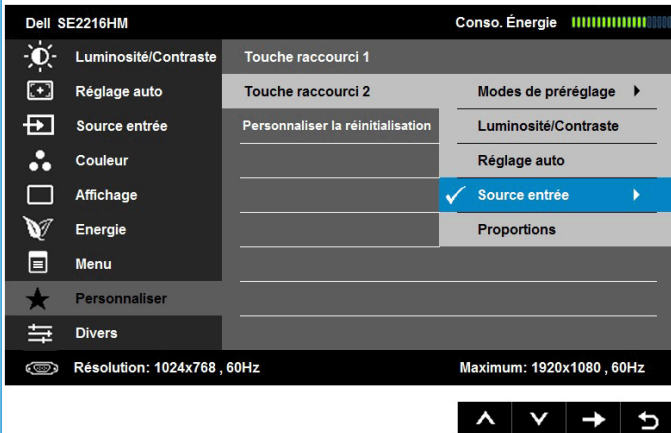 Dell SE2216HM Conso. Énergie
Luminosité/Contraste Touche raccourci 1
Réglage auto Touche raccourci 2 Modes de préréglage
Source entrée Personnaliser la réinitialisation Luminosité/Contraste
Couleur Réglage auto
Affichage Source entrée
Energie Proportions
Menu
Personnaliser
Divers
Résolution: 1024x768 , 60Hz Maximum: 1920x1080 , 60Hz